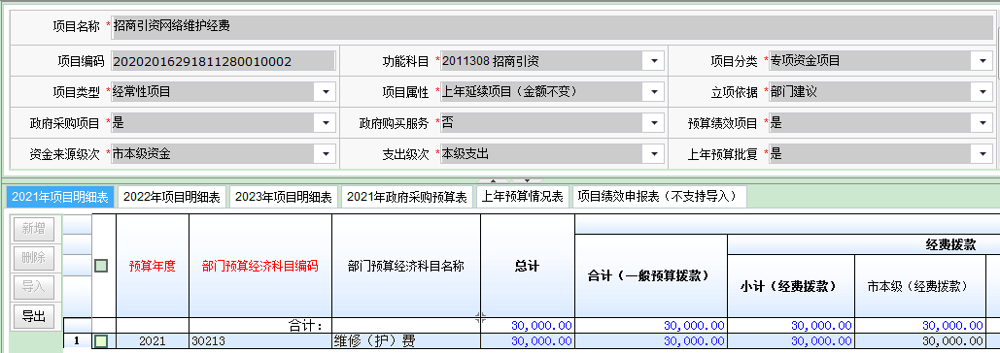 项目名称 * 招商引资网络维护经费
项目编码 20202016291811280010002 功能科目 * 2011308 招商引资 项目分类 * 专项资金项目
项目类型 * 经常性项目 项目属性 * 上年延续项目（金额不变） 立项依据 * 部门建议
政府采购项目 * 是 政府购买服务 * 否 预算绩效项目 * 是
资金来源级次 * 市本级资金 支出级次 * 本级支出 上年预算批复 * 是
2021年项目明细表 2022年项目明细表 2023年项目明细表 2021年政府采购预算表 上年预算情况表 项目绩效申报表（不支持导入）
新增
删除
导入
导出
经费拨款
预算年度 部门预算经济科目编码 部门预算经济科目名称 总计 合计（一般预算拨款） 小计（经费拨款） 市本级（经费拨款）
合计： 30,000.00 30,000.00 30,000.00 30,000.00
1 2021 30213 维修（护）费 30,000.00 30,000.00 30,000.00 30,000.00